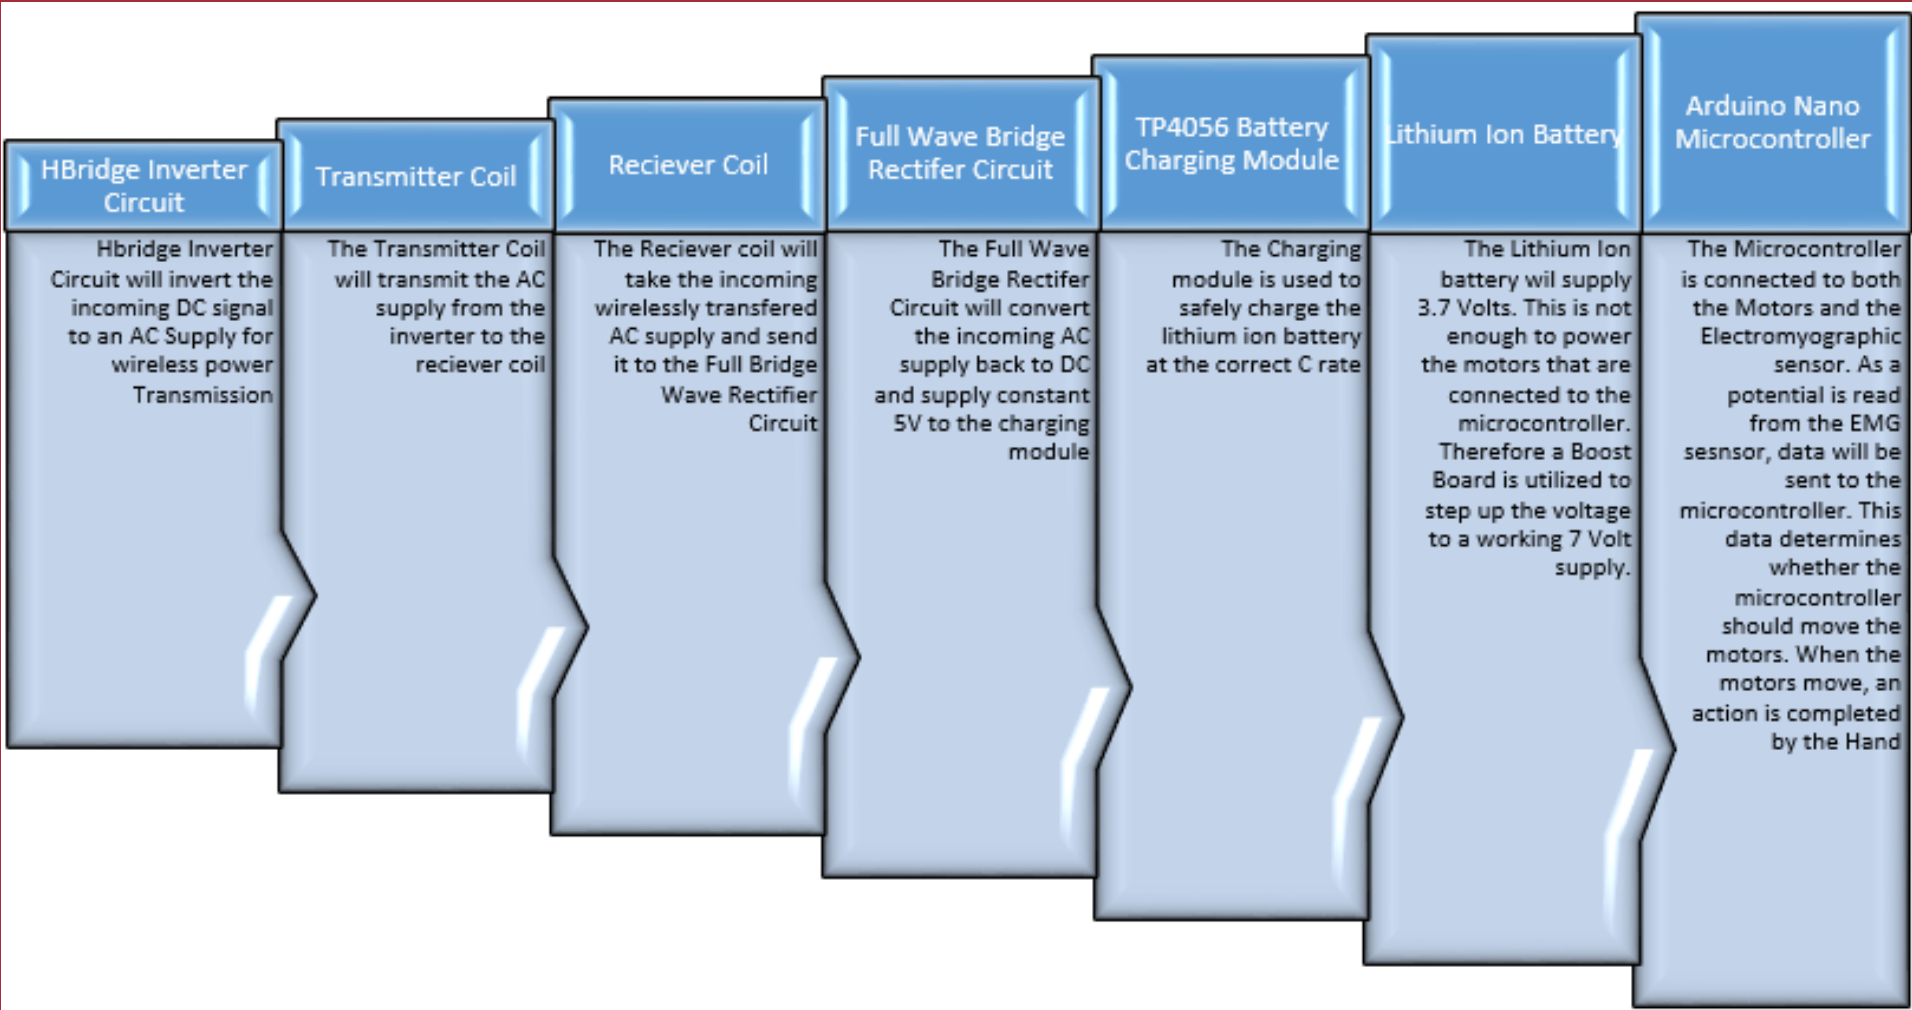 HBridge Inverter
Circuit
Hbridge Inverter
Circuit will invert the
incoming DC signal
to an AC Supply for
wireless power
Transmission
Transmitter Coil
The Transmitter Coil
will transmit the AC
supply from the
inverter to the
reciever coil
Reciever Coil
The Reciever coil will
take the incoming
wirelessly transfered
AC supply and send
it to the Full Bridge
Wave Rectifier
Circuit
Full Wave Bridge
Rectifer Circuit
The Full Wave
Bridge Rectifer
Circuit will convert
the incoming AC
supply back to DC
and supply constant
5V to the charging
module
TP4056 Battery
Charging Module
The Charging
module is used to
safely charge the
lithium ion battery
at the correct C rate
Lithium Ion Battery
The Lithium Ion
battery wil supply
3.7 Volts. This is not
enough to power
the motors that are
connected to the
microcontroller.
Therefore a Boost
Board is utilized to
step up the voltage
to a working 7 Volt
supply.
Arduino Nano
Microcontroller
The Microcontroller
is connected to both
the Motors and the
Electromyographic
sensor. As a
potential is read
from the EMG
sesnsor, data will be
sent to the
microcontroller. This
data determines
whether the
microcontroller
should move the
motors. When the
motors move, an
action is completed
by the Hand